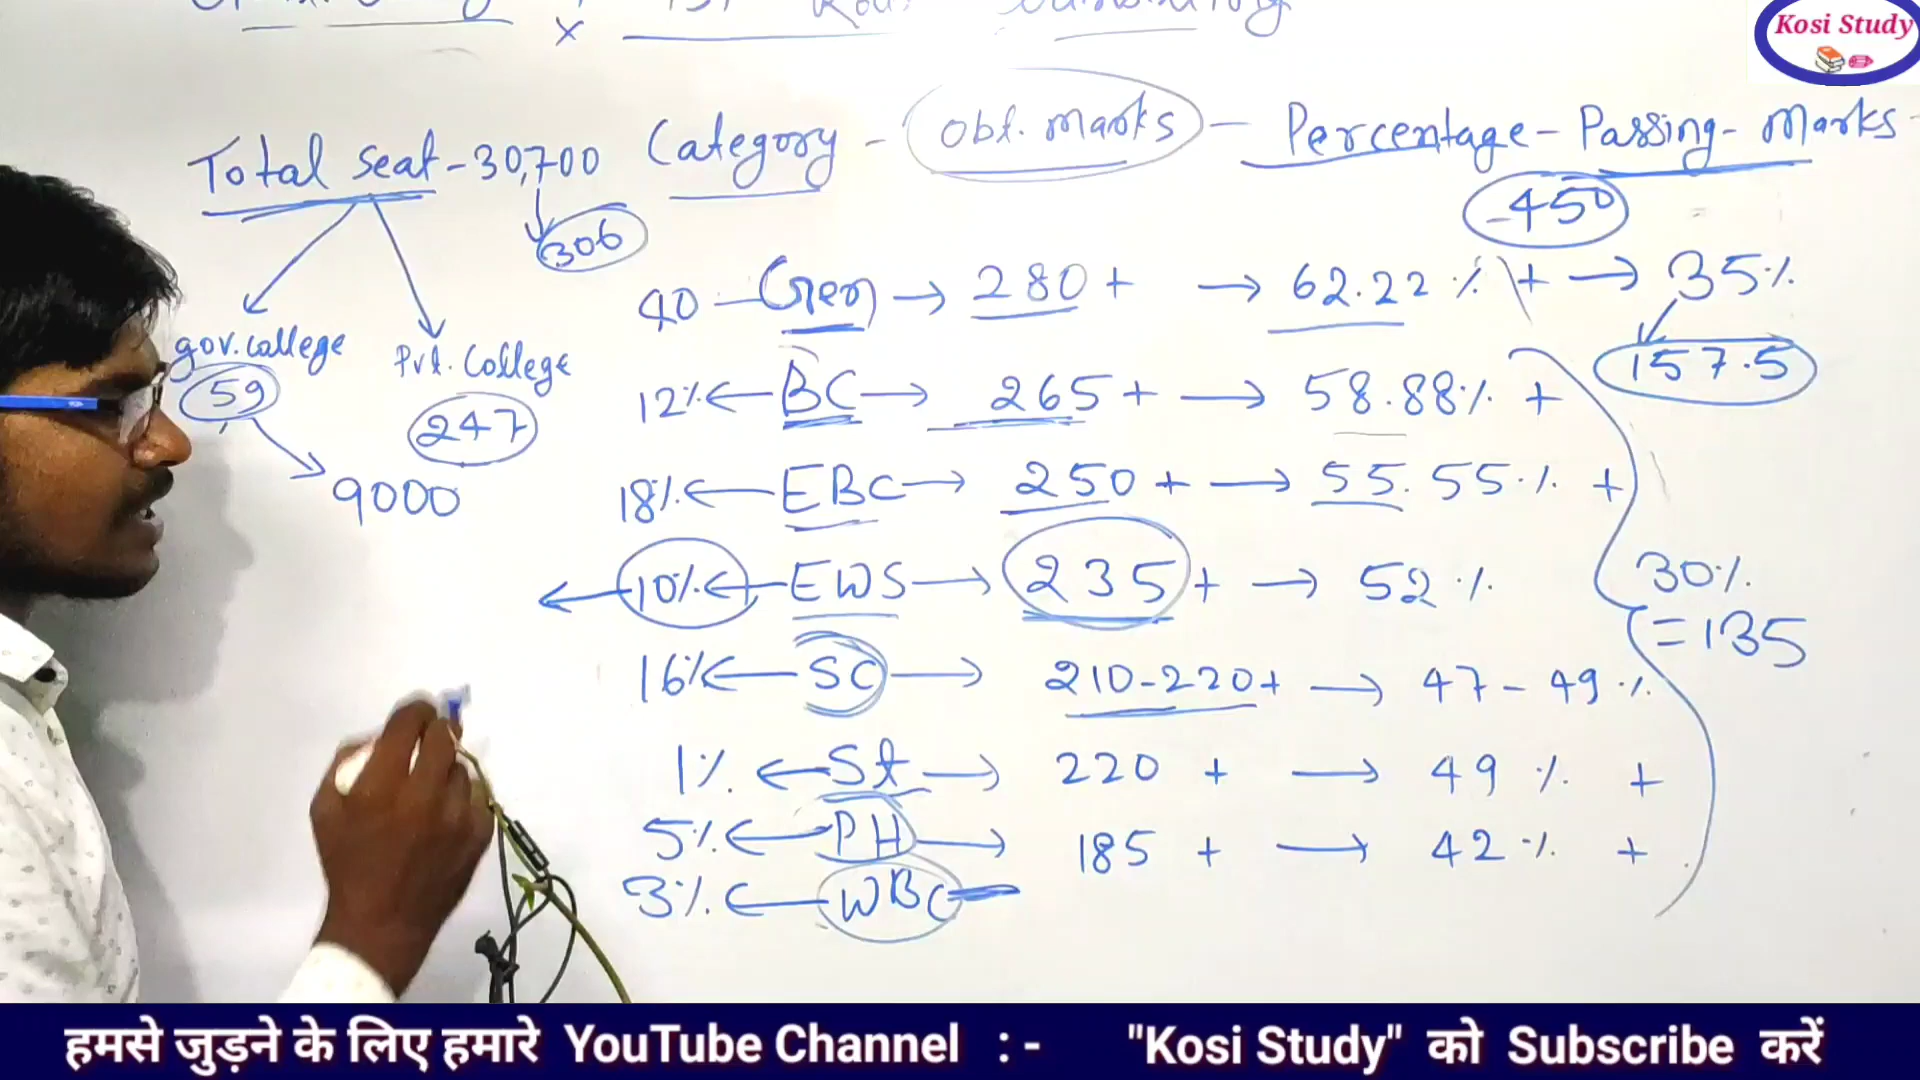 Kosi Study
Total seat - 30,700 Category - Obt. marks - Percentage - Passing - Marks -
306
450
gov. college
59
Pvt. College
247
9000
40 - Gen → 280 + → 62.22 % + → 35%
157.5
12% ← BC → 265 + → 58.88% +
18% ← EBC → 250 + → 55.55% +
← 10% ← EWS → 235 + → 52 %
30%
= 135
16% ← SC → 210-220+ → 47 - 49 %
1% ← St → 220 + → 49 % +
5% ← PH → 185 + → 42 % +
3% ← WBC
हमसे जुड़ने के लिए हमारे YouTube Channel : - "Kosi Study" को Subscribe करें